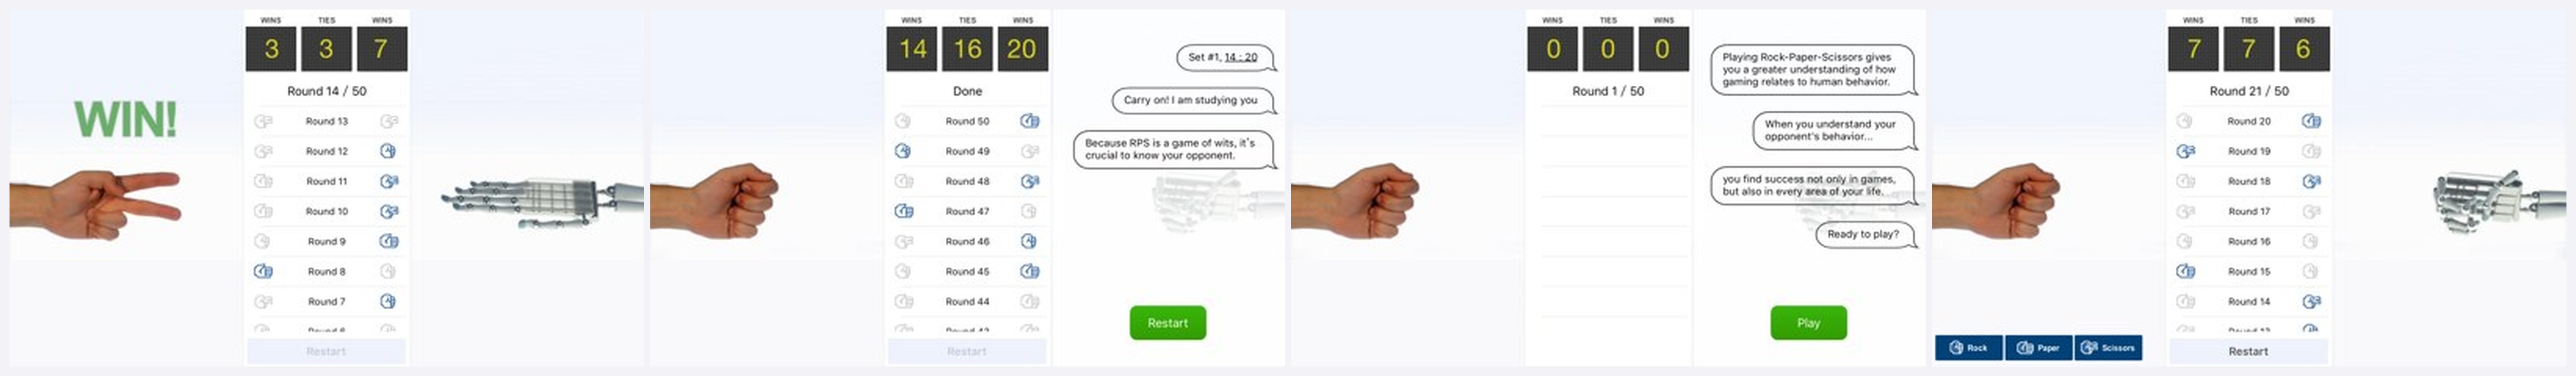 WINS TIES WINS
3 3 7
Round 14 / 50
WIN!
Round 13
Round 12
Round 11
Round 10
Round 9
Round 8
Round 7
Round 6
Restart
WINS TIES WINS
14 16 20
Done
Round 50
Round 49
Round 48
Round 47
Round 46
Round 45
Round 44
Round 43
Restart
Set #1, 14 : 20
Carry on! I am studying you
Because RPS is a game of wits, it's
crucial to know your opponent.
Restart
WINS TIES WINS
0 0 0
Round 1 / 50
Playing Rock-Paper-Scissors gives
you a greater understanding of how
gaming relates to human behavior.
When you understand your
opponent's behavior...
you find success not only in games,
but also in every area of your life.
Ready to play?
Play
Rock Paper Scissors
WINS TIES WINS
7 7 6
Round 21 / 50
Round 20
Round 19
Round 18
Round 17
Round 16
Round 15
Round 14
Round 13
Restart